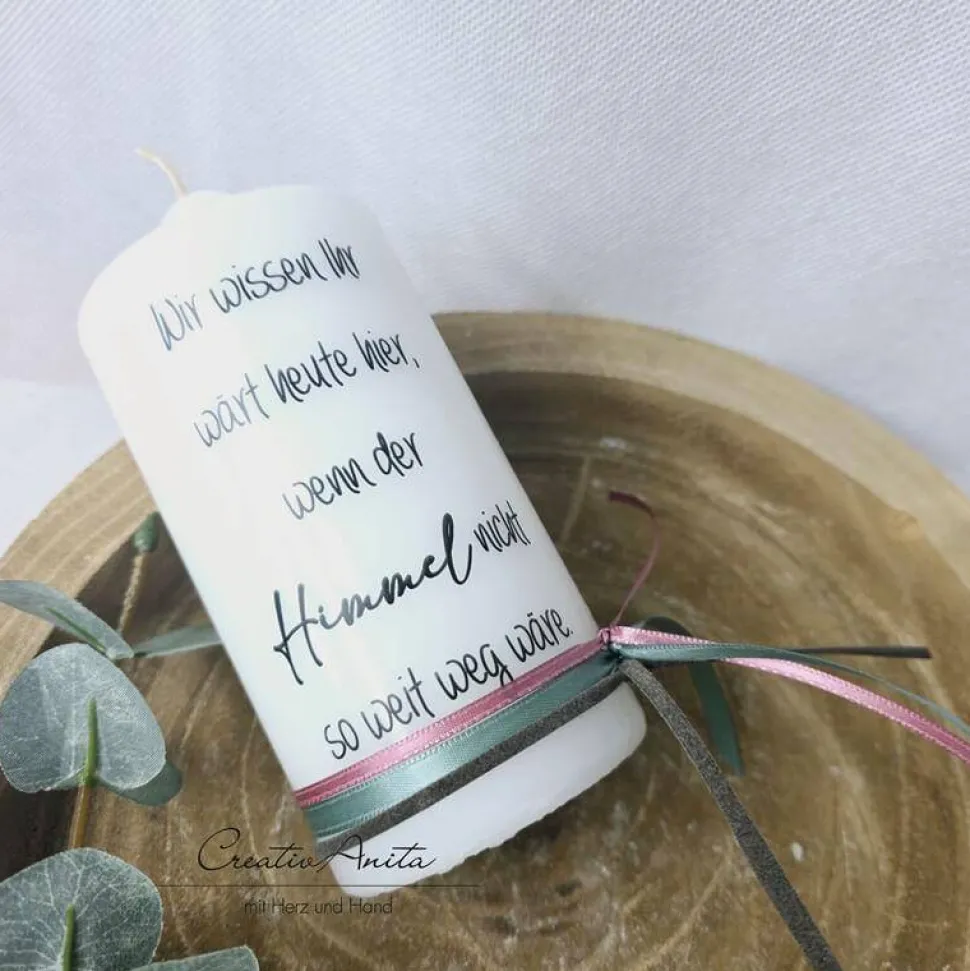 Wir wissen Ihr
wärt heute hier,
wenn der
Himmel nicht
so weit weg wäre.
CreativAnita
mit Herz und Hand